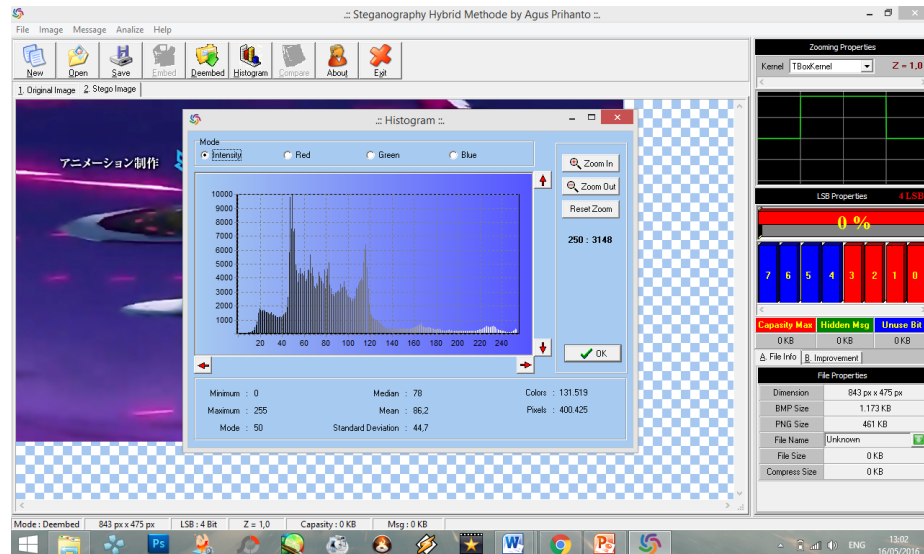 .:: Steganography Hybrid Methode by Agus Prihanto ::.
File Image Message Analize Help
New Open Save Embed Deembed Histogram Compare About Exit
1. Original Image 2. Stego Image
アニメーション制作
.:: Histogram ::.
Mode
Intensity Red Green Blue
Zoom In
Zoom Out
Reset Zoom
250 : 3148
OK
10000
9000
8000
7000
6000
5000
4000
3000
2000
1000
20 40 60 80 100 120 140 160 180 200 220 240
Minimum : 0 Median : 78 Colors : 131.519
Maximum : 255 Mean : 86,2 Pixels : 400.425
Mode : 50 Standard Deviation : 44,7
Zooming Properties
Kernel TBoxKernel Z = 1,0
LSB Properties 4 LSB
0 %
7 6 5 4 3 2 1 0
Capasity Max Hidden Msg Unuse Bit
0 KB 0 KB 0 KB
A. File Info B. Improvement
File Properties
Dimension 843 px x 475 px
BMP Size 1.173 KB
PNG Size 461 KB
File Name Unknown
File Size 0 KB
Compress Size 0 KB
Mode : Deembed 843 px x 475 px LSB : 4 Bit Z = 1,0 Capasity : 0 KB Msg : 0 KB
Ps W P ENG 13:02
16/05/2016